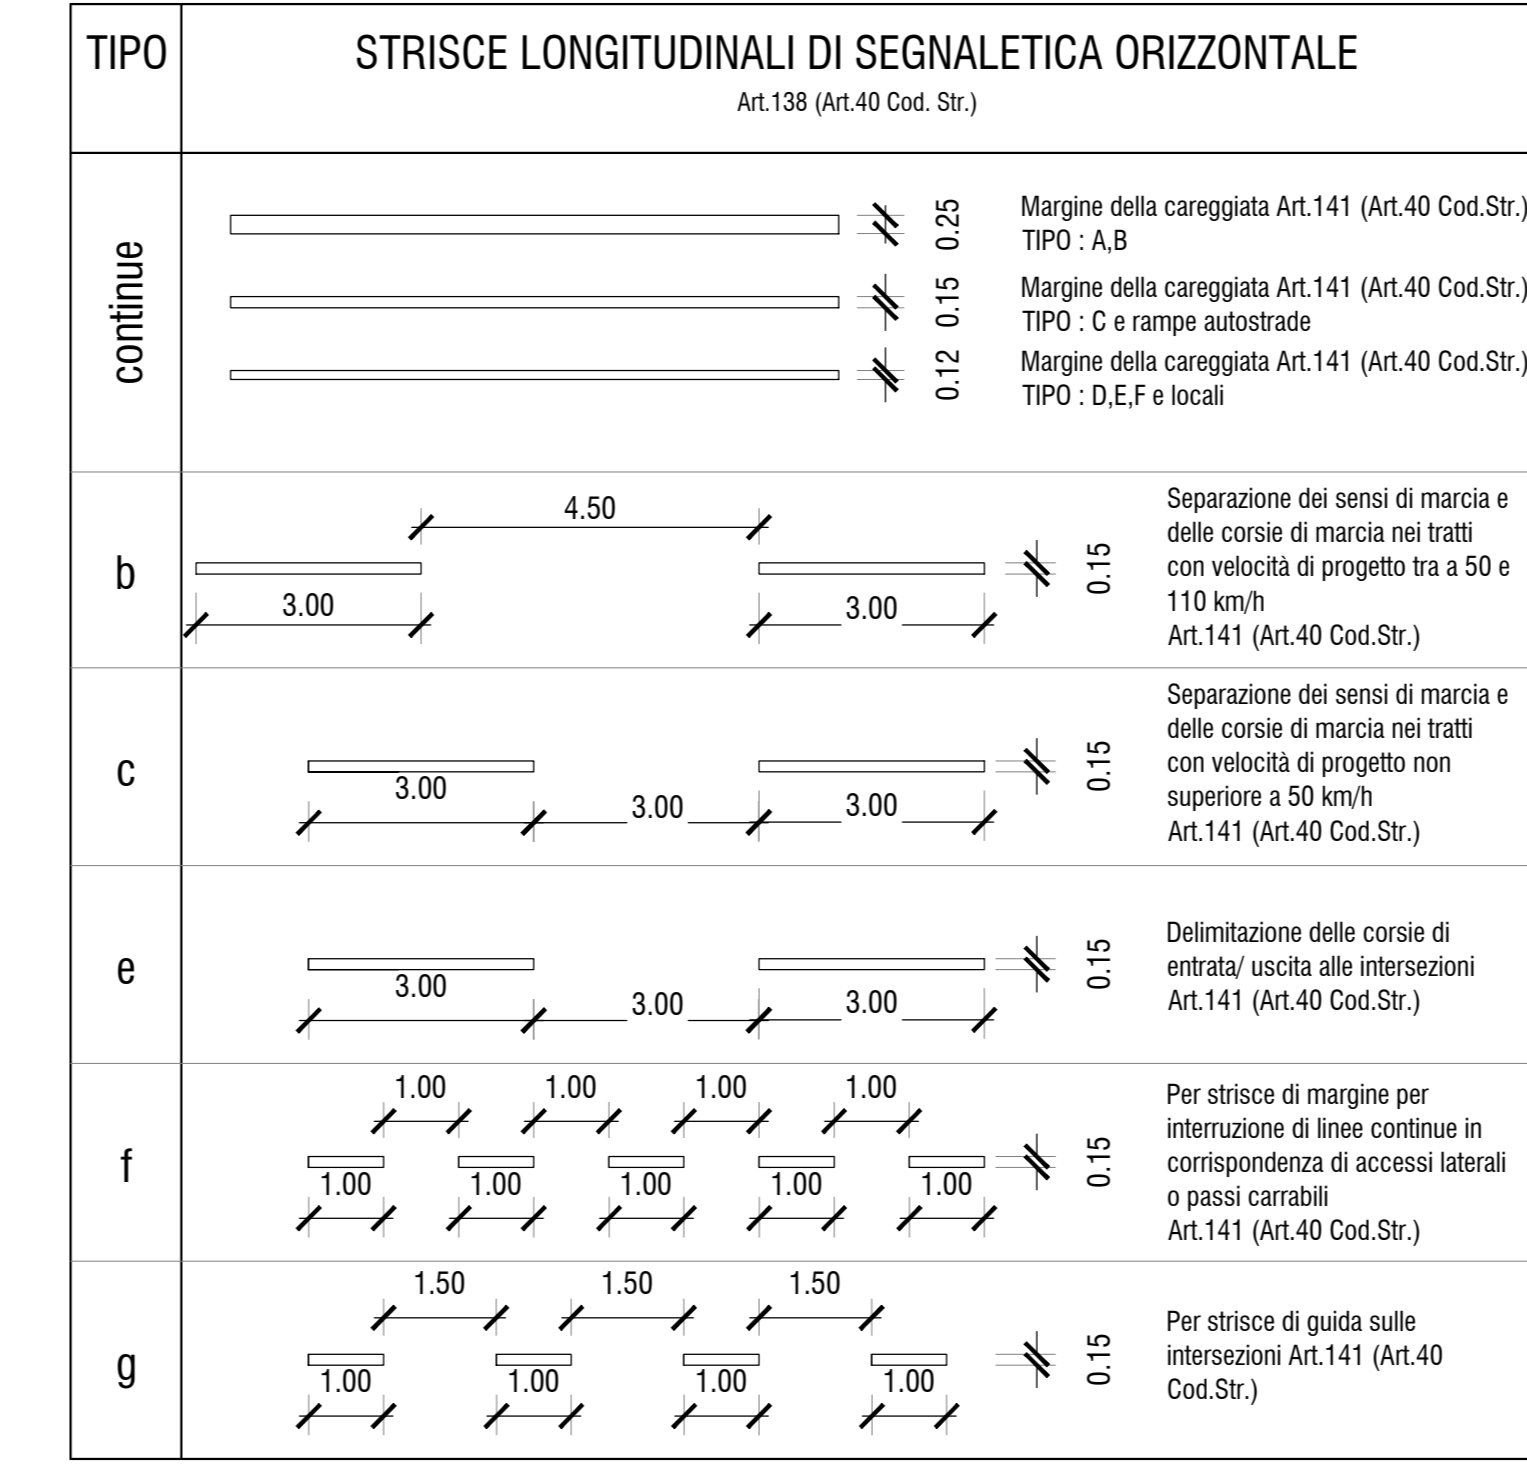 TIPO
STRISCE LONGITUDINALI DI SEGNALETICA ORIZZONTALE
Art.138 (Art.40 Cod. Str.)
continue
0.25
Margine della careggiata Art.141 (Art.40 Cod.Str.)
TIPO : A,B
0.15
Margine della careggiata Art.141 (Art.40 Cod.Str.)
TIPO : C e rampe autostrade
0.12
Margine della careggiata Art.141 (Art.40 Cod.Str.)
TIPO : D,E,F e locali
b
4.50
3.00
3.00
0.15
Separazione dei sensi di marcia e
delle corsie di marcia nei tratti
con velocità di progetto tra a 50 e
110 km/h
Art.141 (Art.40 Cod.Str.)
c
3.00
3.00
3.00
0.15
Separazione dei sensi di marcia e
delle corsie di marcia nei tratti
con velocità di progetto non
superiore a 50 km/h
Art.141 (Art.40 Cod.Str.)
e
3.00
3.00
3.00
0.15
Delimitazione delle corsie di
entrata/ uscita alle intersezioni
Art.141 (Art.40 Cod.Str.)
f
1.00 1.00 1.00 1.00
1.00 1.00 1.00 1.00 1.00
0.15
Per strisce di margine per
interruzione di linee continue in
corrispondenza di accessi laterali
o passi carrabili
Art.141 (Art.40 Cod.Str.)
g
1.50 1.50 1.50
1.00 1.00 1.00 1.00
0.15
Per strisce di guida sulle
intersezioni Art.141 (Art.40
Cod.Str.)